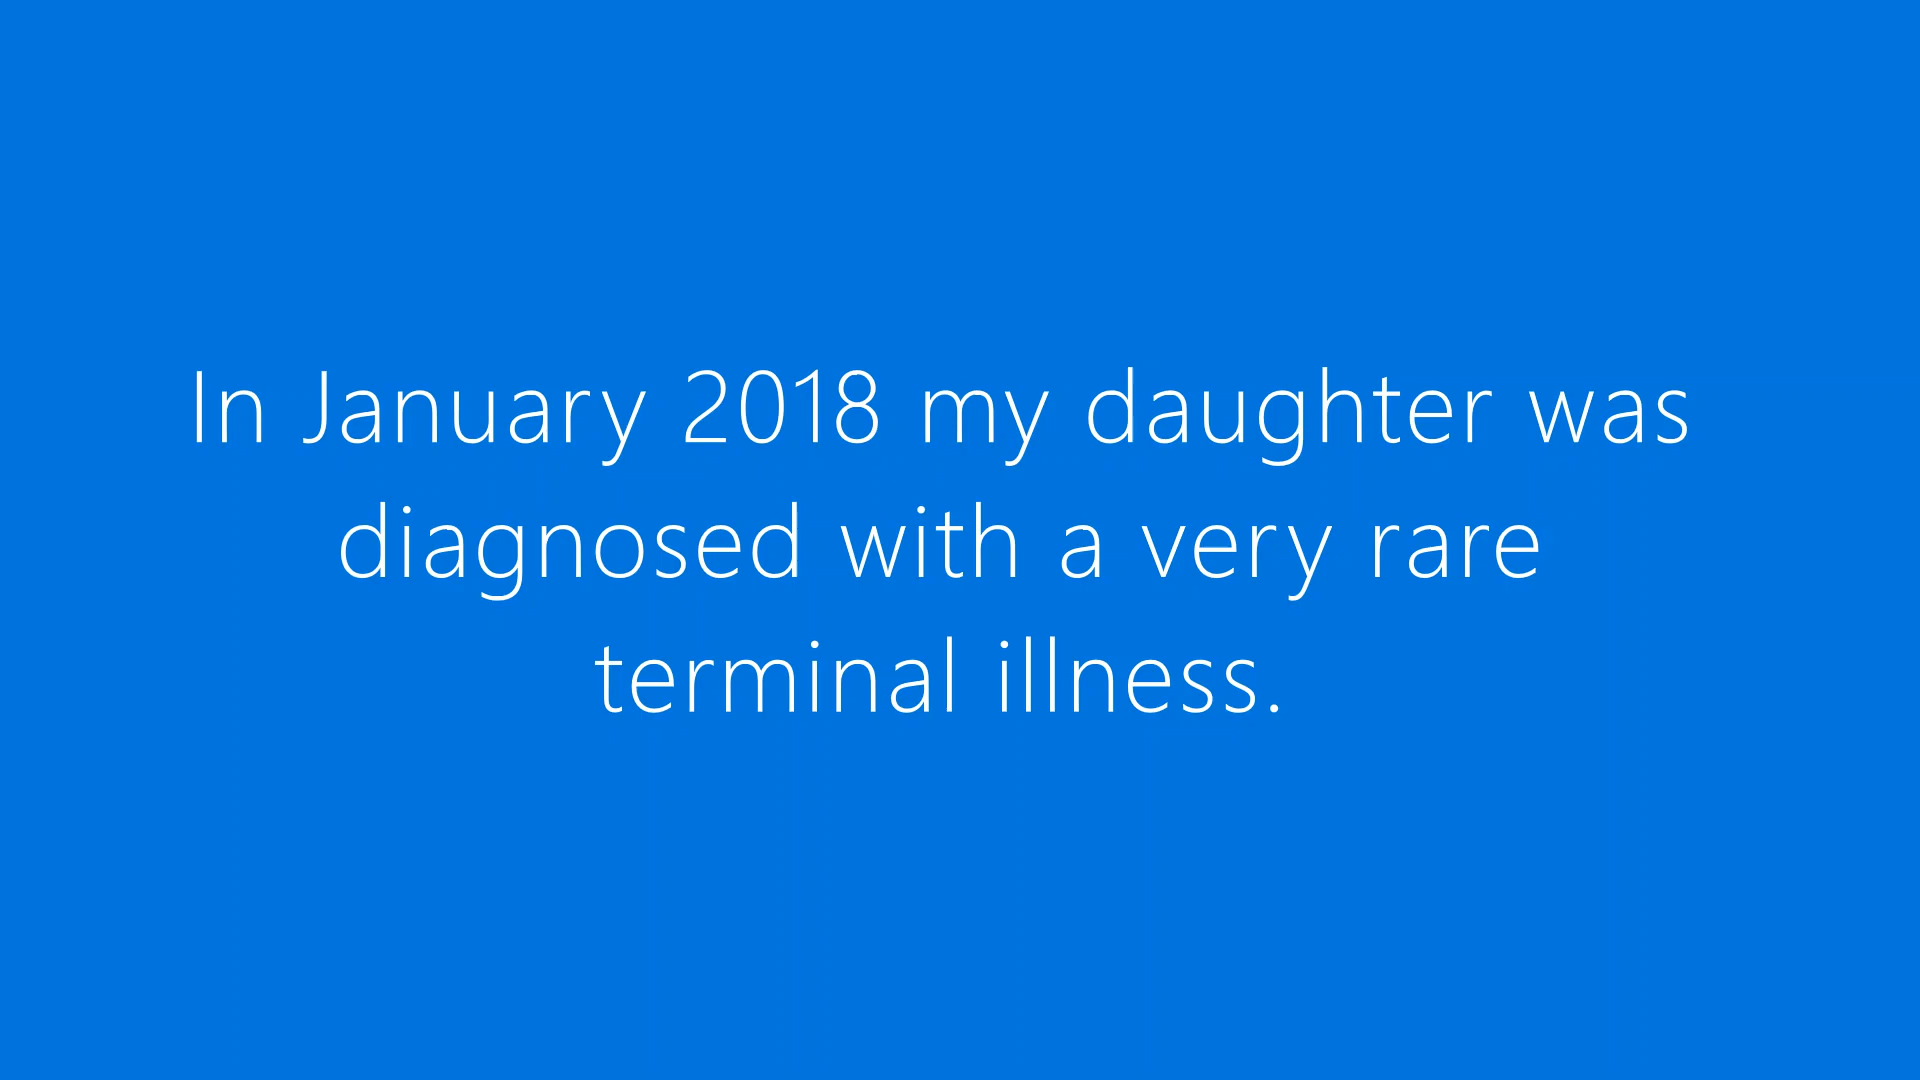 In January 2018 my daughter was
diagnosed with a very rare
terminal illness.